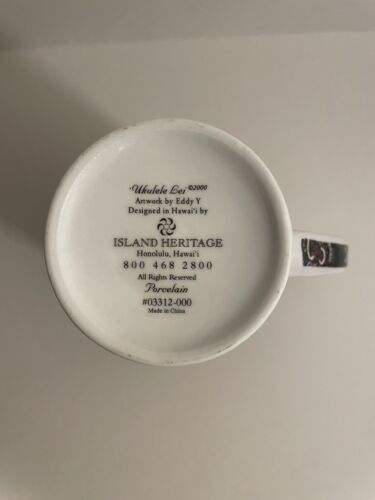 'Ukulele Lei ©2000
Artwork by Eddy Y
Designed in Hawai'i by
ISLAND HERITAGE
Honolulu, Hawai'i
800 468 2800
All Rights Reserved
Porcelain
#03312-000
Made in China